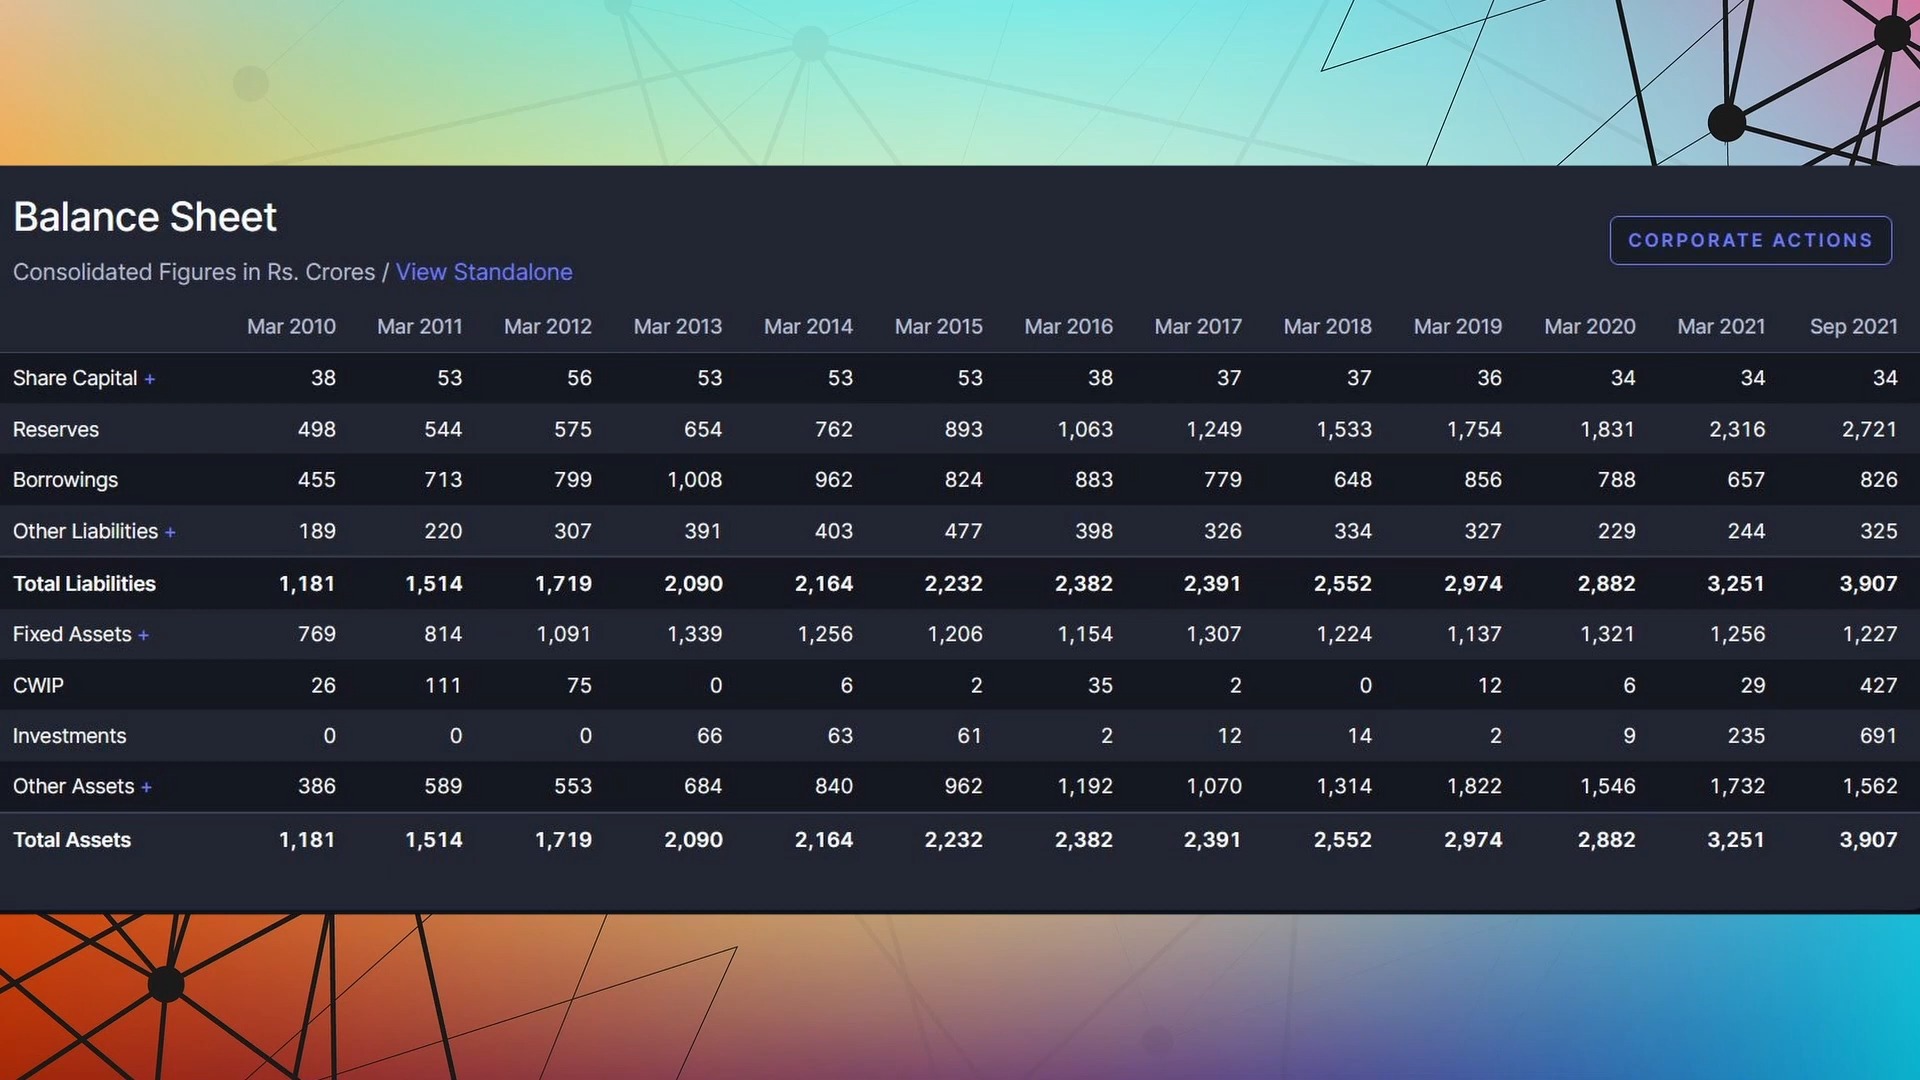 Balance Sheet
CORPORATE ACTIONS
Consolidated Figures in Rs. Crores / View Standalone
Mar 2010 Mar 2011 Mar 2012 Mar 2013 Mar 2014 Mar 2015 Mar 2016 Mar 2017 Mar 2018 Mar 2019 Mar 2020 Mar 2021 Sep 2021
Share Capital + 38 53 56 53 53 53 38 37 37 36 34 34 34
Reserves 498 544 575 654 762 893 1,063 1,249 1,533 1,754 1,831 2,316 2,721
Borrowings 455 713 799 1,008 962 824 883 779 648 856 788 657 826
Other Liabilities + 189 220 307 391 403 477 398 326 334 327 229 244 325
Total Liabilities 1,181 1,514 1,719 2,090 2,164 2,232 2,382 2,391 2,552 2,974 2,882 3,251 3,907
Fixed Assets + 769 814 1,091 1,339 1,256 1,206 1,154 1,307 1,224 1,137 1,321 1,256 1,227
CWIP 26 111 75 0 6 2 35 2 0 12 6 29 427
Investments 0 0 0 66 63 61 2 12 14 2 9 235 691
Other Assets + 386 589 553 684 840 962 1,192 1,070 1,314 1,822 1,546 1,732 1,562
Total Assets 1,181 1,514 1,719 2,090 2,164 2,232 2,382 2,391 2,552 2,974 2,882 3,251 3,907